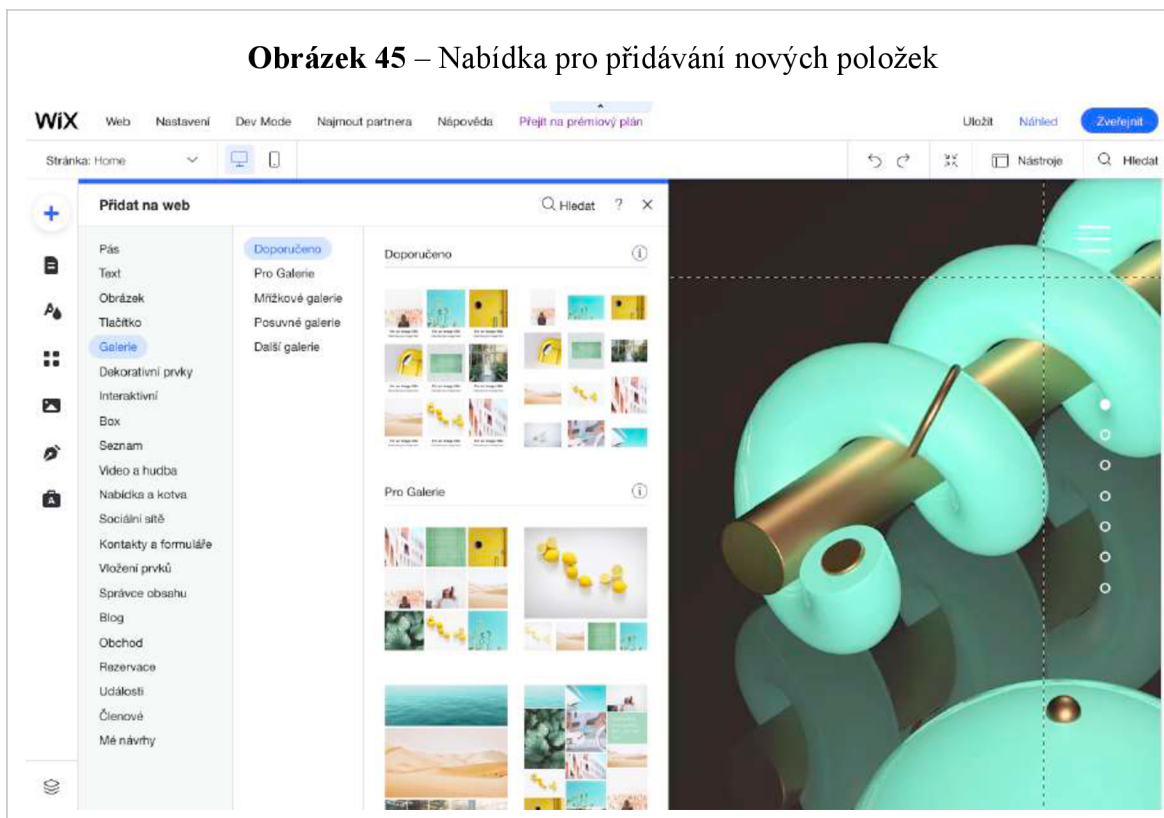 Obrázek 45 – Nabídka pro přidávání nových položek
WiX Web Nastavení Dev Mode Najmout partnera Nápověda Přejít na prémiový plán Uložit Náhled Zveřejnit
Stránka: Home Nástroje Hledat
Přidat na web Hledat ?
Pás
Text
Obrázek
Tlačítko
Galerie
Dekorativní prvky
Interaktivní
Box
Seznam
Video a hudba
Nabídka a kotva
Sociální sítě
Kontakty a formuláře
Vložení prvků
Správce obsahu
Blog
Obchod
Rezervace
Události
Členové
Mé návrhy
Doporučeno
Pro Galerie
Mřížkové galerie
Posuvné galerie
Další galerie
Doporučeno
Pro Galerie